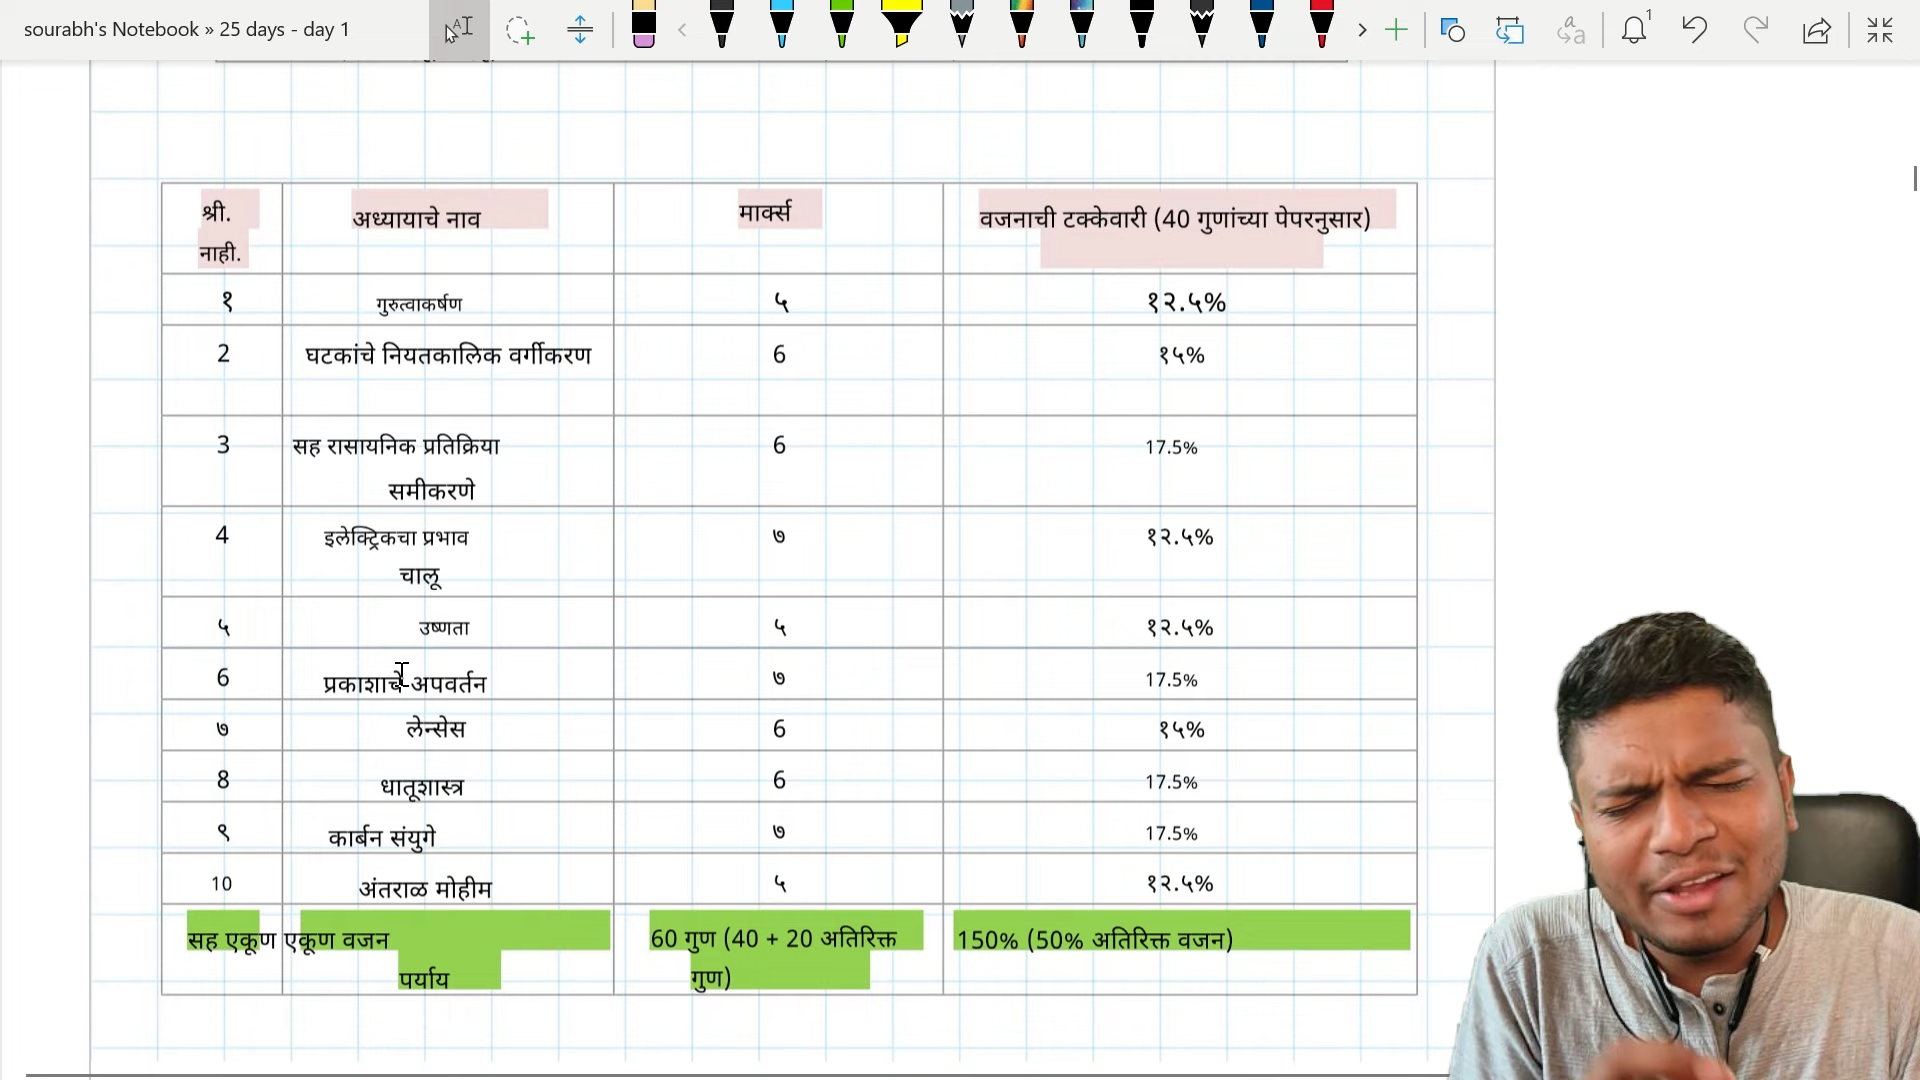 sourabh's Notebook » 25 days - day 1
श्री.
नाही.
अध्यायाचे नाव
मार्क्स
वजनाची टक्केवारी (40 गुणांच्या पेपरनुसार)
१ गुरुत्वाकर्षण ५ १२.५%
2 घटकांचे नियतकालिक वर्गीकरण 6 १५%
3 सह रासायनिक प्रतिक्रिया 6 17.5%
समीकरणे
4 इलेक्ट्रिकचा प्रभाव ७ १२.५%
चालू
५ उष्णता ५ १२.५%
6 प्रकाशाचे अपवर्तन ७ 17.5%
७ लेन्सेस 6 १५%
8 धातूशास्त्र 6 17.5%
९ कार्बन संयुगे ७ 17.5%
10 अंतराळ मोहीम ५ १२.५%
सह एकूण एकूण वजन 60 गुण (40 + 20 अतिरिक्त 150% (50% अतिरिक्त वजन)
पर्याय गुण)